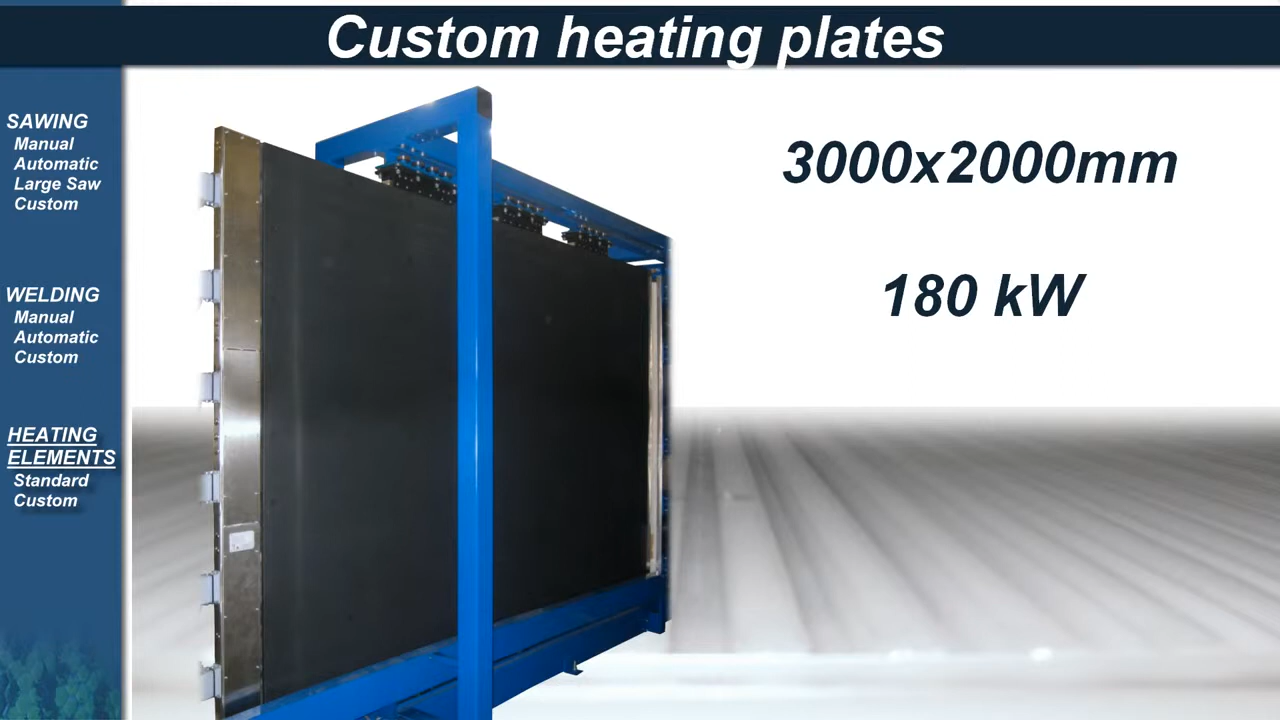 Custom heating plates
SAWING
Manual
Automatic
Large Saw
Custom
WELDING
Manual
Automatic
Custom
HEATING
ELEMENTS
Standard
Custom
3000x2000mm
180 kW